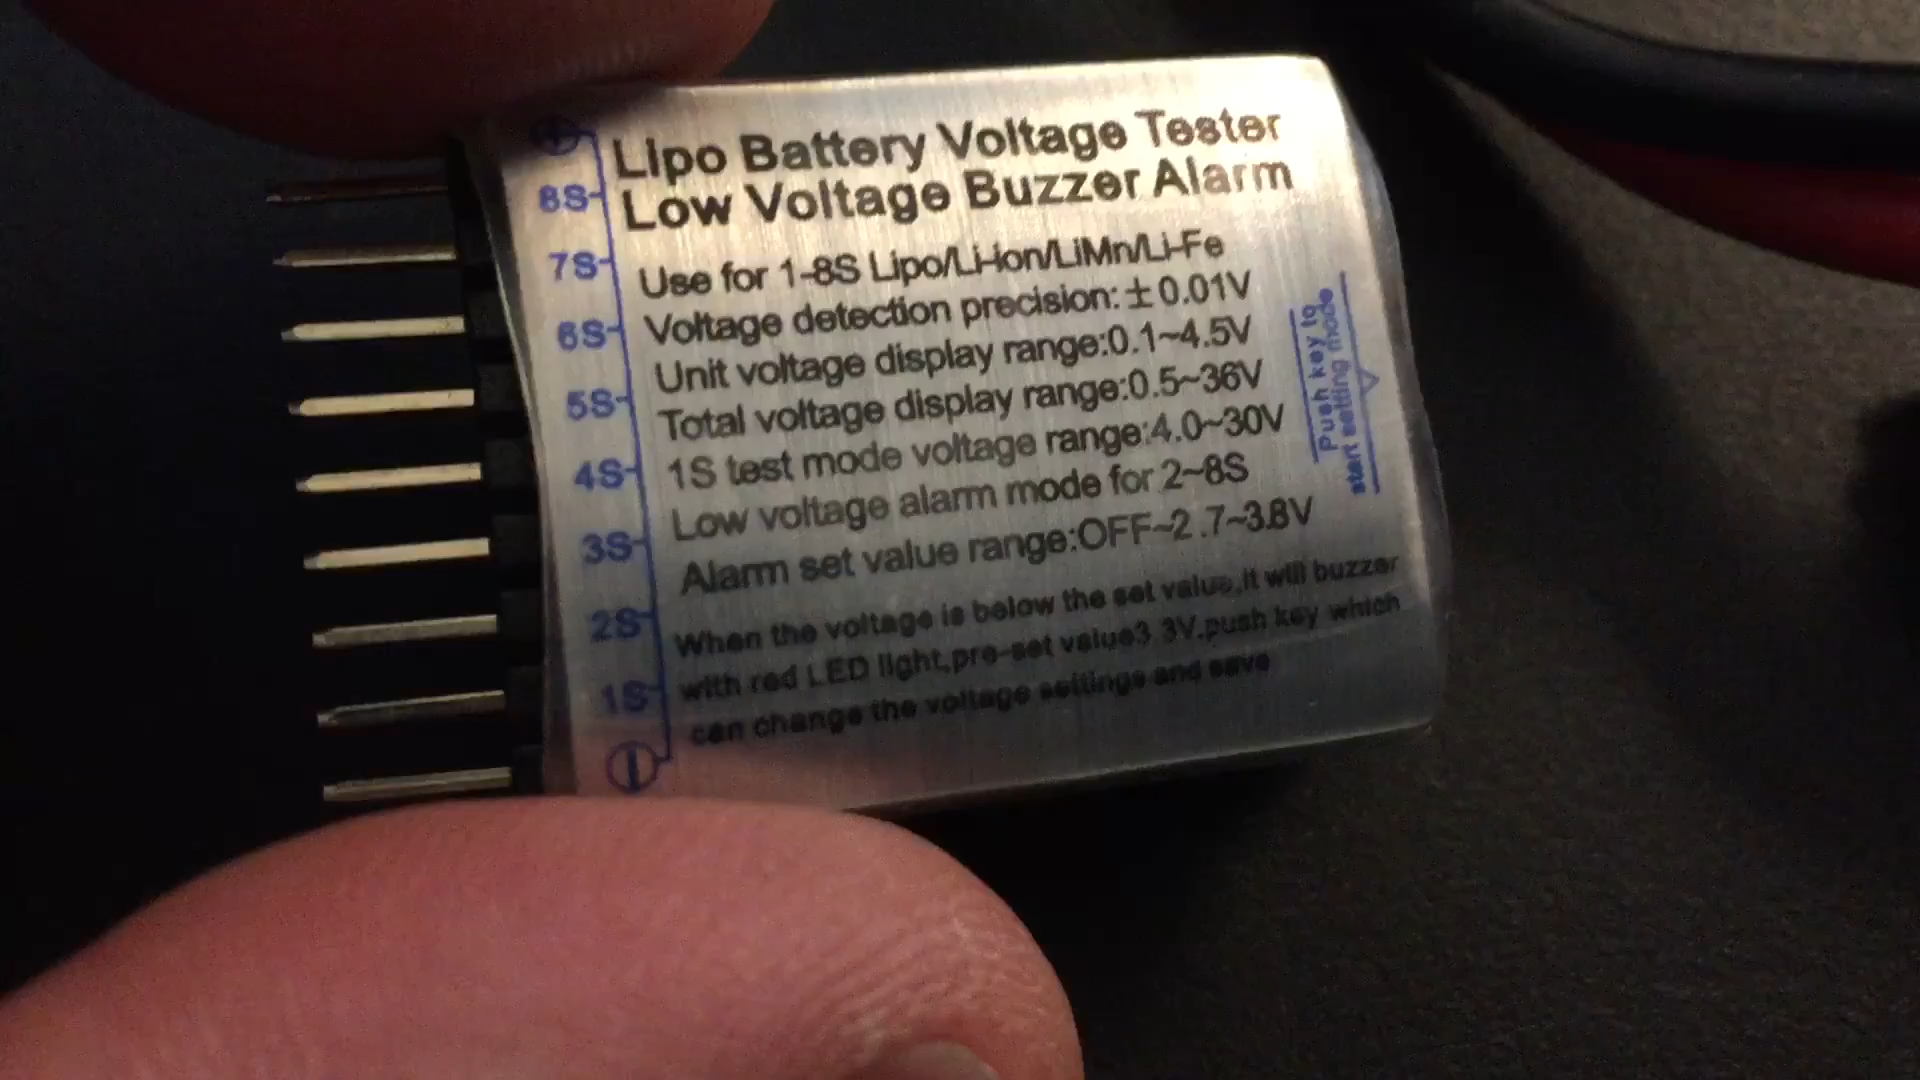 Lipo Battery Voltage Tester
Low Voltage Buzzer Alarm
Use for 1-8S Lipo/Li-ion/LiMn/Li-Fe
Voltage detection precision:±0.01V
Unit voltage display range:0.1~4.5V
Total voltage display range:0.5~36V
1S test mode voltage range:4.0~30V
Low voltage alarm mode for 2~8S
Alarm set value range:OFF~2.7~3.8V
When the voltage is below the set value,it will buzzer
with red LED light,pre-set value3 3V,push key which
can change the voltage settings and save
8S
7S
6S
5S
4S
3S
2S
1S
Push key to
start setting mode